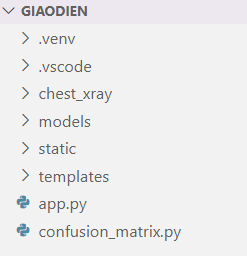 GIAODIEN
.venv
.vscode
chest_xray
models
static
templates
app.py
confusion_matrix.py